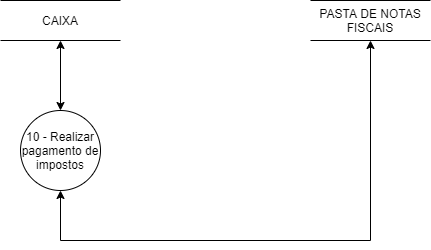 CAIXA
PASTA DE NOTAS
FISCAIS
10 - Realizar
pagamento de
impostos